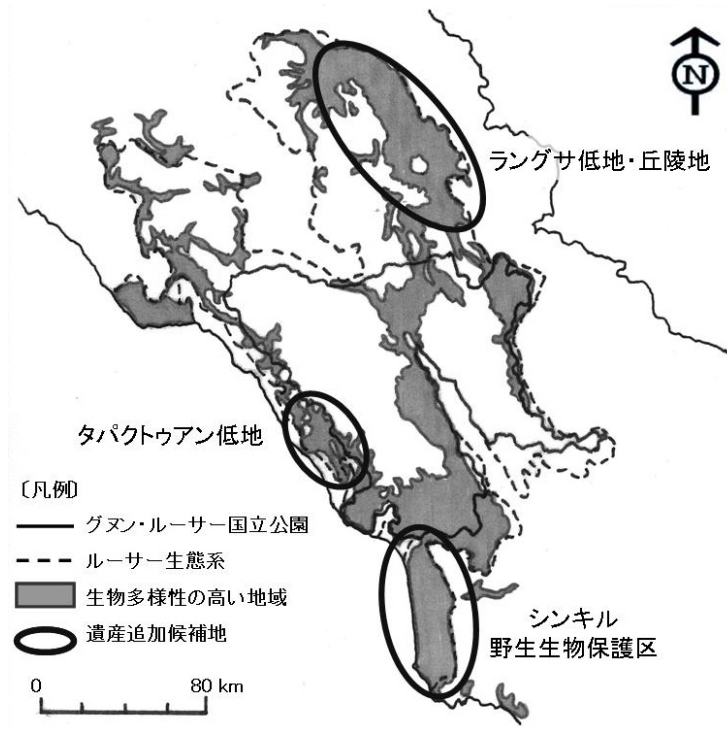 N
ラングサ低地・丘陵地
タパクトゥアン低地
〔凡例〕
グヌン・ルーサー国立公園
ルーサー生態系
生物多様性の高い地域
遺産追加候補地
シンキル
野生生物保護区
0 80 km